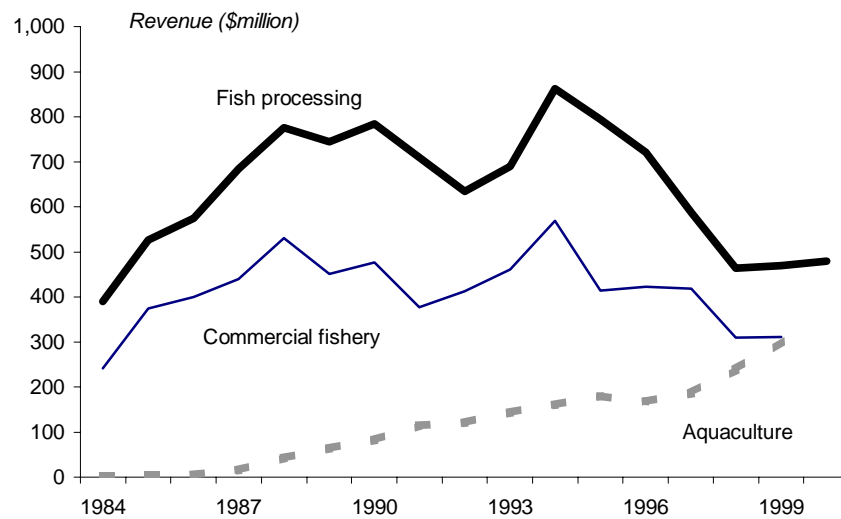 Revenue ($million)
1,000
900
800
700
600
500
400
300
200
100
0
Fish processing
Commercial fishery
Aquaculture
1984 1987 1990 1993 1996 1999